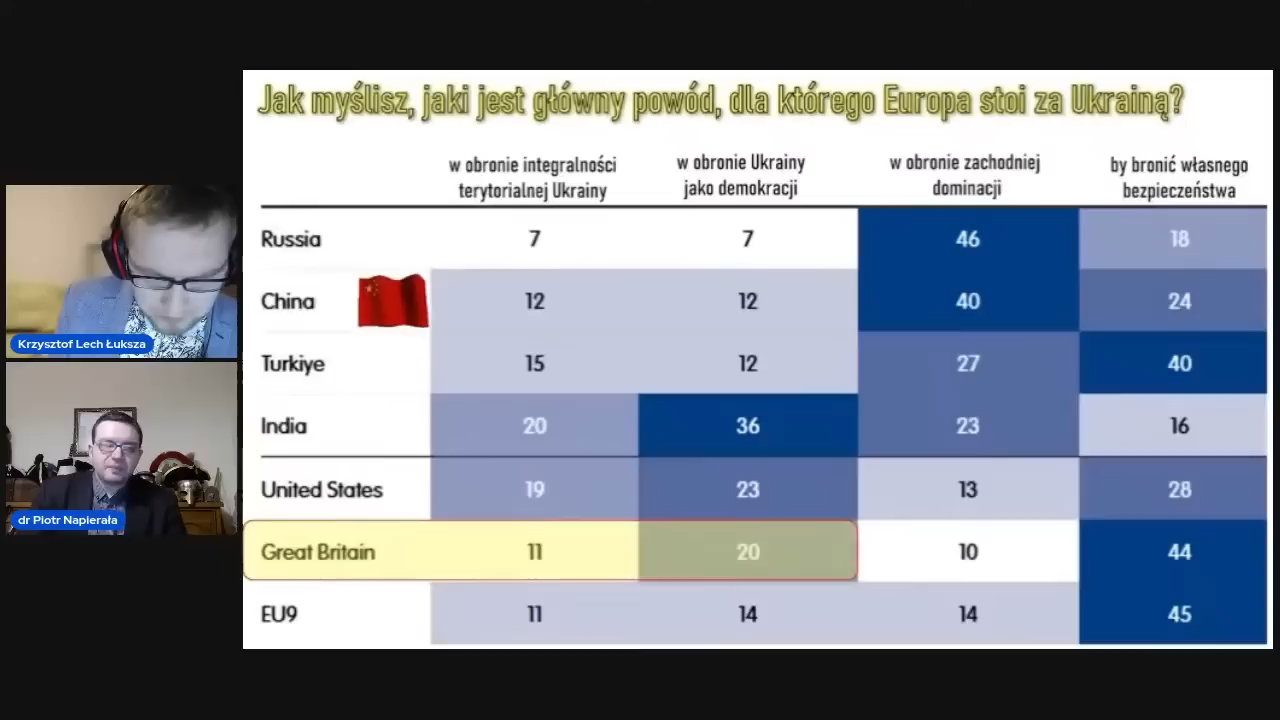 Jak myślisz, jaki jest główny powód, dla którego Europa stoi za Ukrainą?
w obronie integralności
terytorialnej Ukrainy
w obronie Ukrainy
jako demokracji
w obronie zachodniej
dominacji
by bronić własnego
bezpieczeństwa
Russia 7 7 46 18
China 12 12 40 24
Turkiye 15 12 27 40
India 20 36 23 16
United States 19 23 13 28
Great Britain 11 20 10 44
EU9 11 14 14 45
Krzysztof Lech Łuksza
dr Piotr Napierała